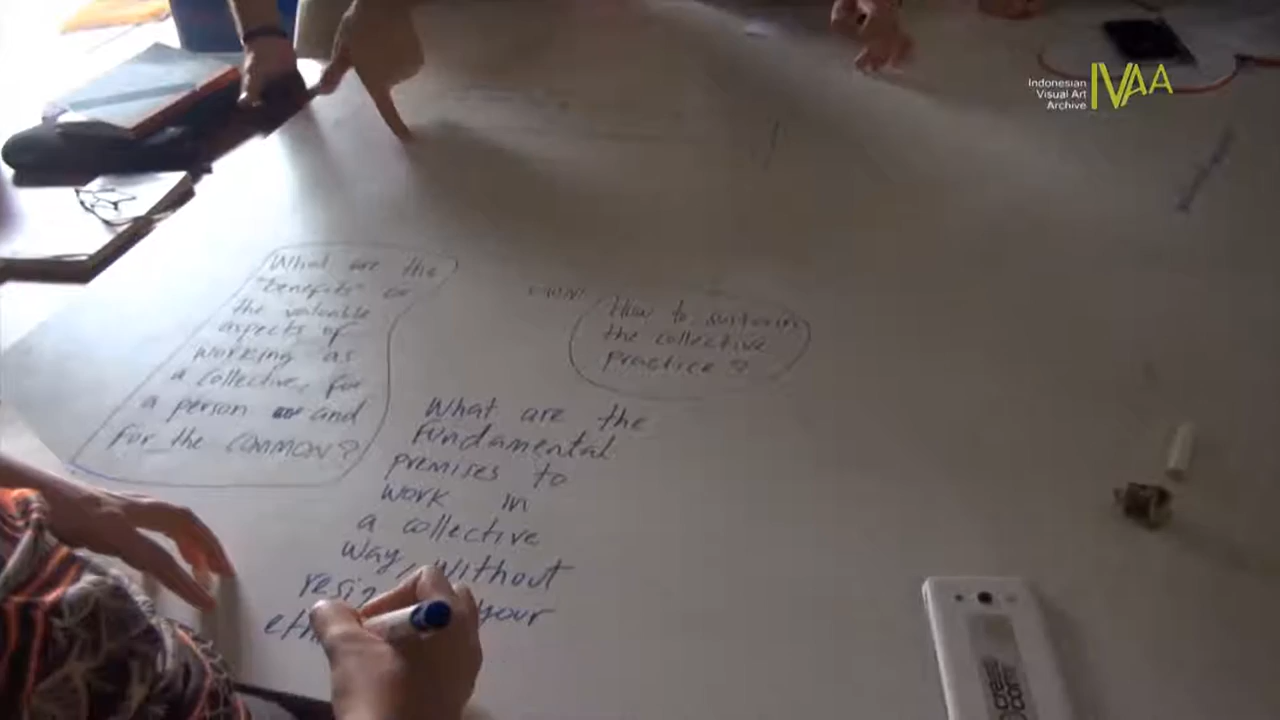 Indonesian
Visual Art
Archive
IVAA
What are the
"benefits" or
the valuable
aspects of
working as
a collective, for
a person and
for the COMMON?
How to sustain
the collective
practice?
What are the
fundamental
premises to
work in
a collective
way, without
your
creative